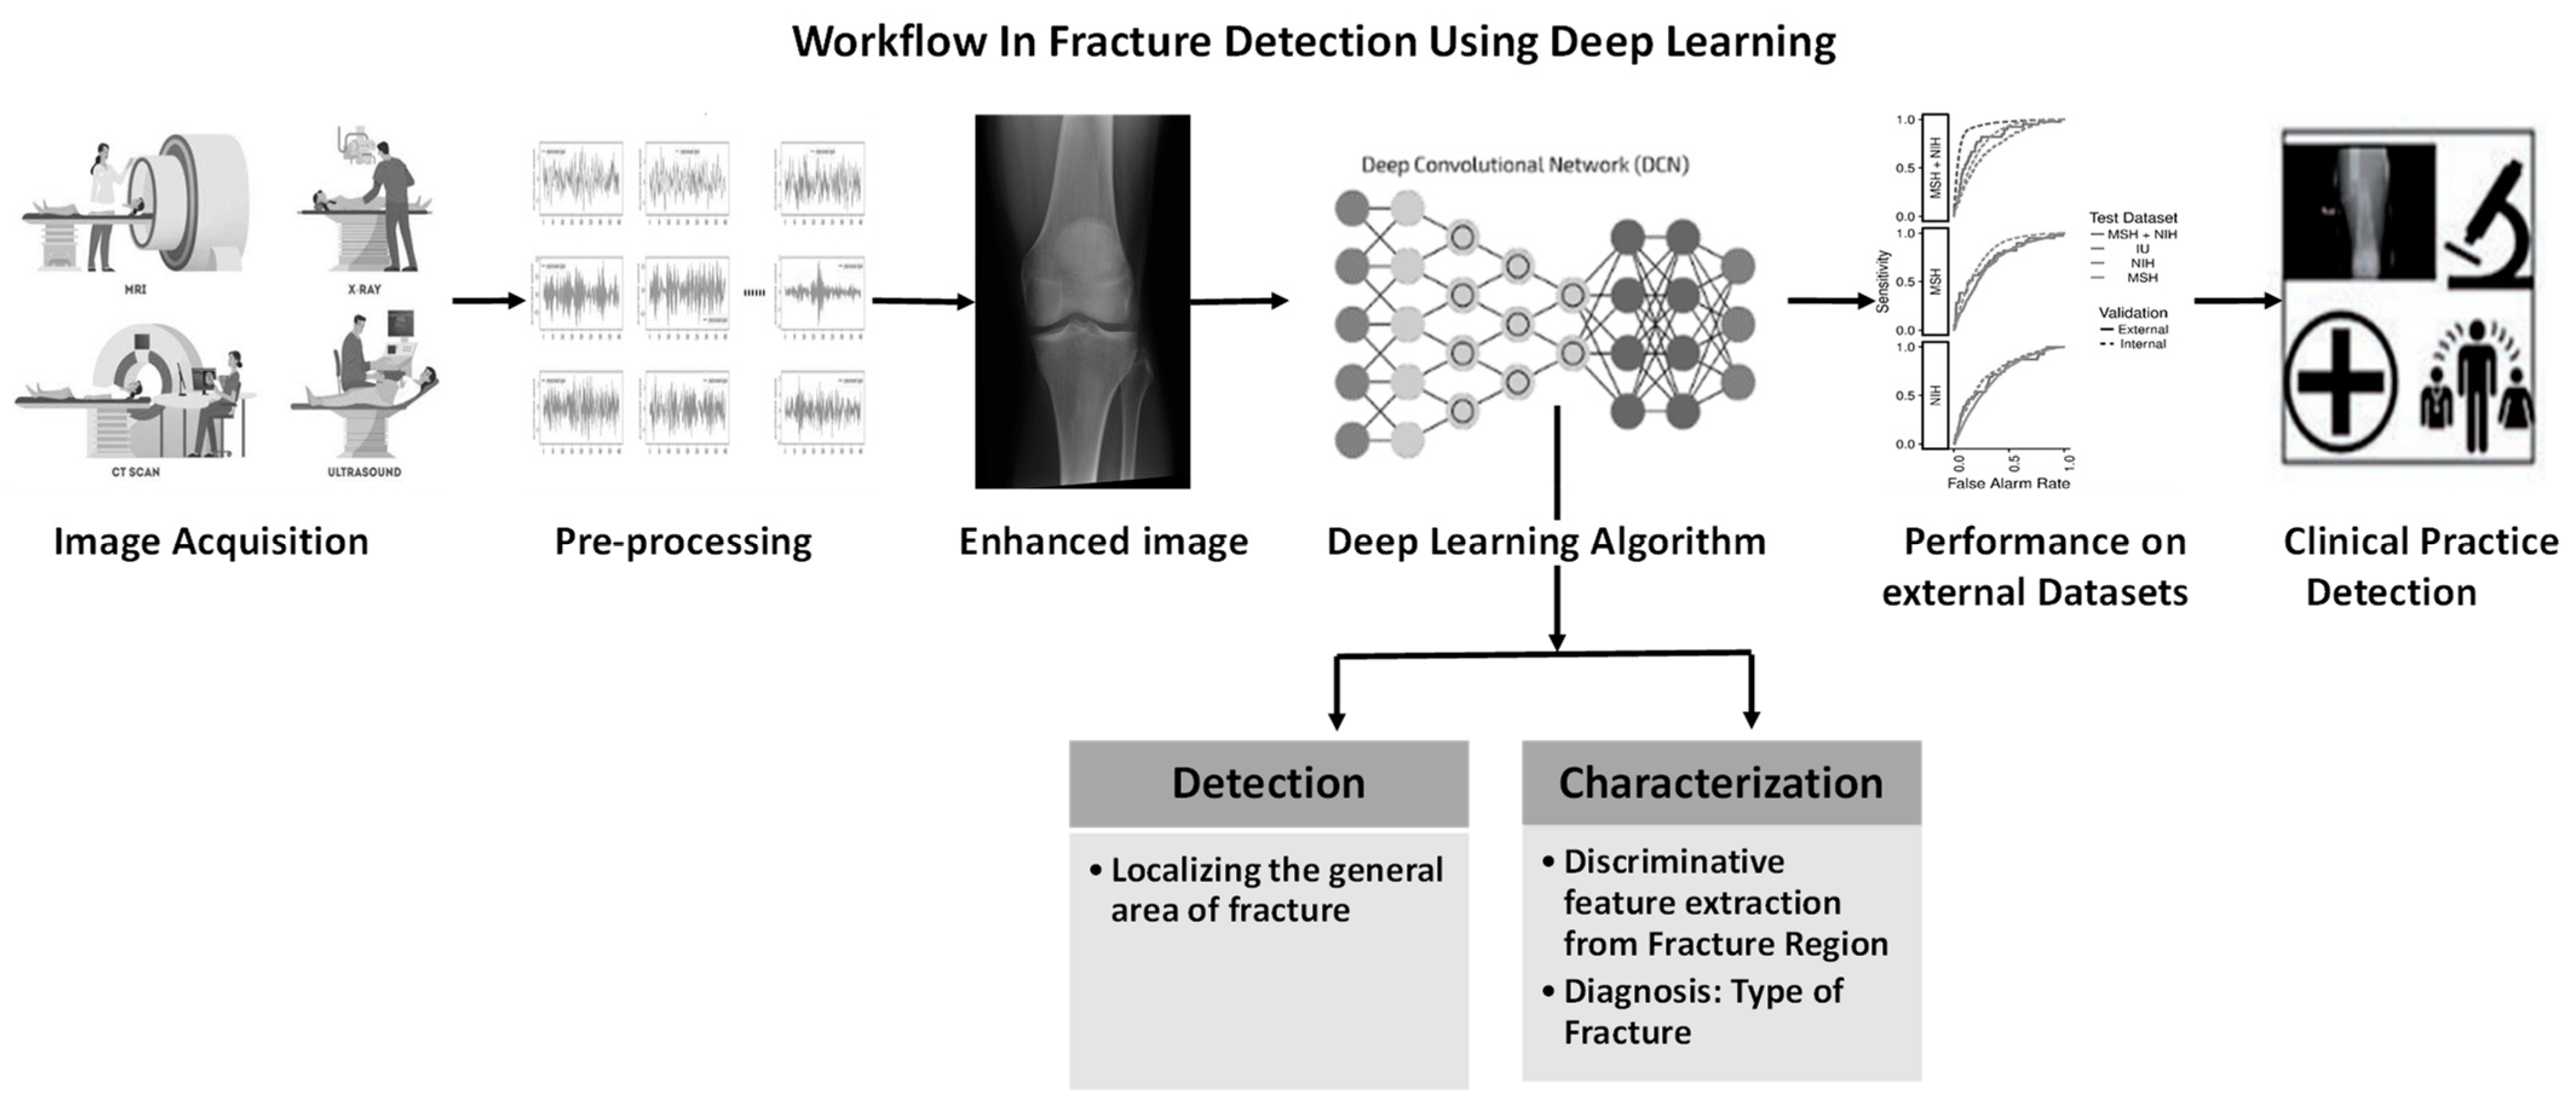 Workflow In Fracture Detection Using Deep Learning
MRI
X-RAY
CT SCAN
ULTRASOUND
Image Acquisition
Pre-processing
Enhanced image
Deep Convolutional Network (DCN)
Deep Learning Algorithm
Sensitivity
MSH + NIH
1.0
0.5
0.0
MSH
1.0
0.5
0.0
NIH
1.0
0.5
0.0
0.0
0.5
1.0
False Alarm Rate
Test Dataset
MSH + NIH
IU
NIH
MSH
Validation
External
Internal
Performance on
external Datasets
Clinical Practice
Detection
Detection
• Localizing the general
area of fracture
Characterization
• Discriminative
feature extraction
from Fracture Region
• Diagnosis: Type of
Fracture